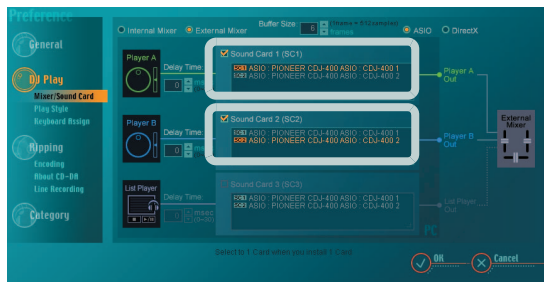 Preference
General
DJ Play
Mixer/Sound Card
Play Style
Keyboard Assign
Ripping
Encoding
About CD-DA
Line Recording
Category
Internal Mixer
External Mixer
Buffer Size:
6
frames
ASIO
DirectX
Player A
Delay Time:
0
Sound Card 1 (SC1)
ASIO : PIONEER CDJ-400 ASIO : CDJ-400 1
ASIO : PIONEER CDJ-400 ASIO : CDJ-400 2
Player A
Out
Player B
Delay Time:
0
Sound Card 2 (SC2)
ASIO : PIONEER CDJ-400 ASIO : CDJ-400 1
ASIO : PIONEER CDJ-400 ASIO : CDJ-400 2
Player B
Out
External
Mixer
List Player
Delay Time:
0
msec
Sound Card 3 (SC3)
ASIO : PIONEER CDJ-400 ASIO : CDJ-400 1
ASIO : PIONEER CDJ-400 ASIO : CDJ-400 2
List Player
Out
PC
Select to 1 Card when you install 1 Card.
OK
Cancel